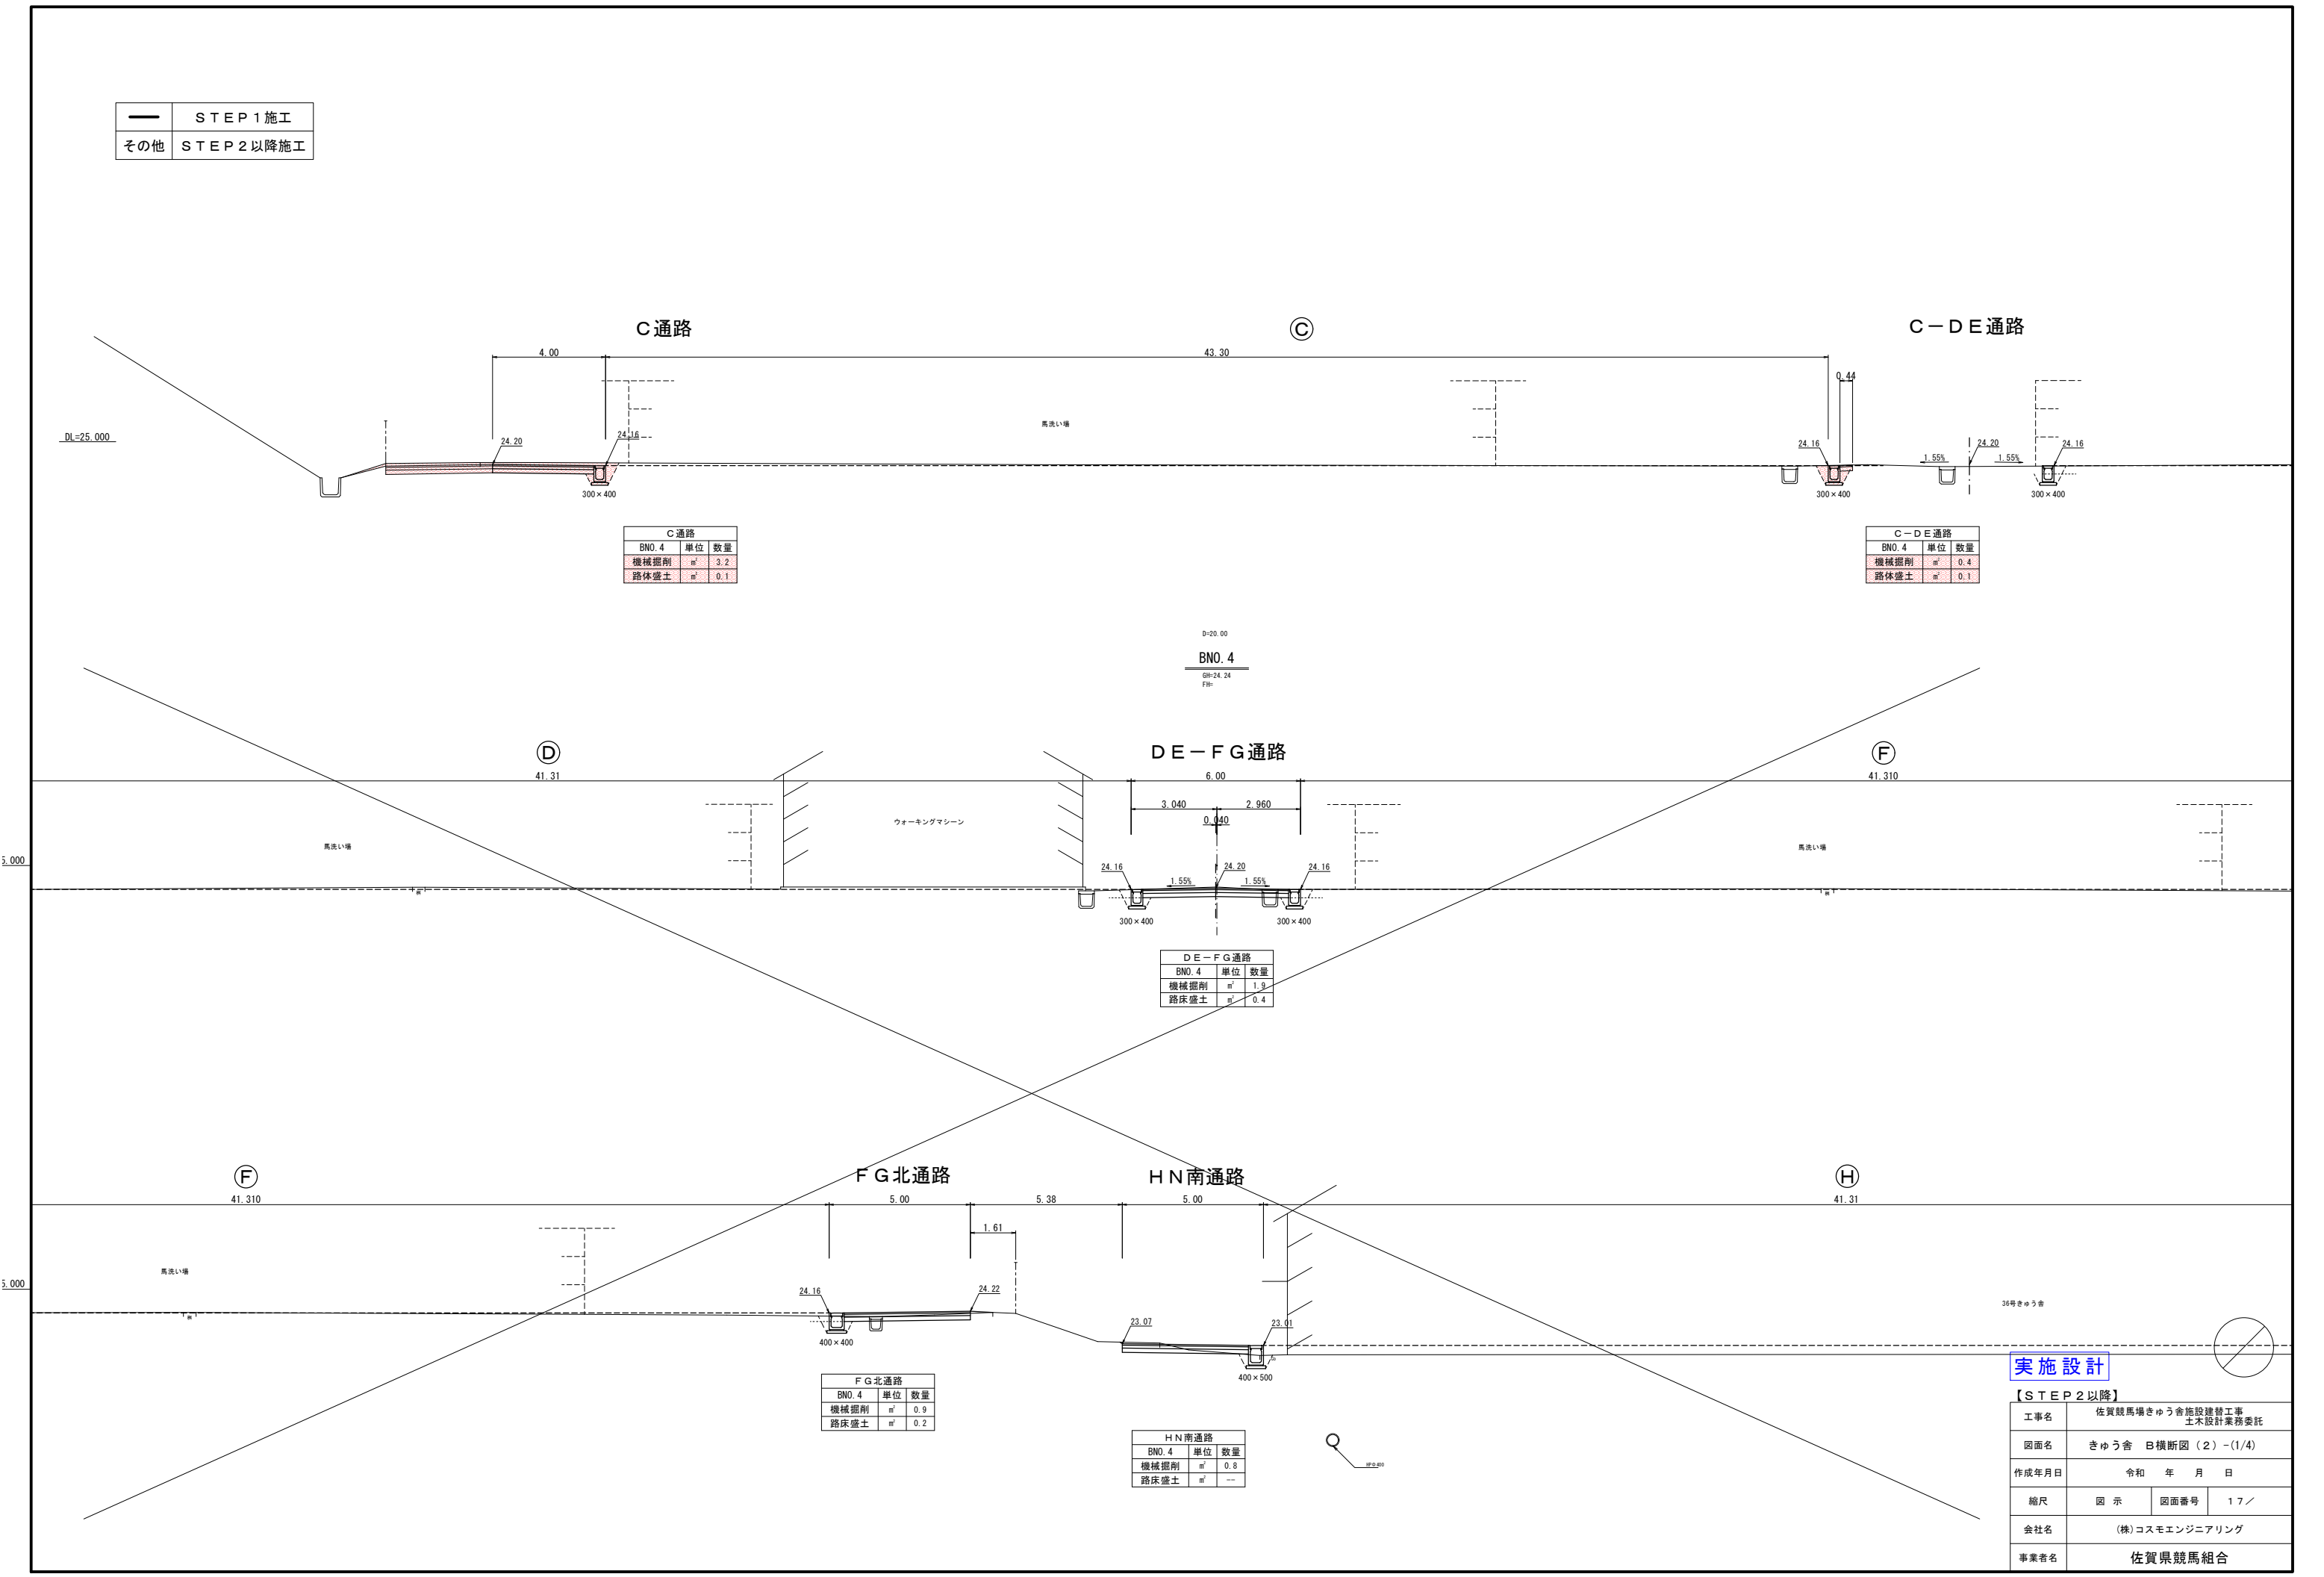 ＳＴＥＰ１施工
その他 ＳＴＥＰ２以降施工
Ｃ通路 Ⓒ Ｃ－ＤＥ通路
4.00 43.30
0.44
馬洗い場
DL=25.000
24.20 24.16 24.16 24.20 24.16
1.55% 1.55%
300×400 300×400 300×400
Ｃ通路
BNO.4 単位 数量
機械掘削 ㎡ 3.2
路体盛土 ㎡ 0.1
Ｃ－ＤＥ通路
BNO.4 単位 数量
機械掘削 ㎡ 0.4
路体盛土 ㎡ 0.1
D=20.00
BNO.4
GH=24.24
FH=
Ⓓ ＤＥ－ＦＧ通路 Ⓕ
41.31 6.00 41.310
3.040 2.960
0.040
ウォーキングマシーン
馬洗い場 馬洗い場
5.000
24.16 24.20 24.16
1.55% 1.55%
300×400 300×400
ＤＥ－ＦＧ通路
BNO.4 単位 数量
機械掘削 ㎡ 1.9
路床盛土 ㎡ 0.4
Ⓕ ＦＧ北通路 ＨＮ南通路 Ⓗ
41.310 5.00 5.38 5.00 41.31
1.61
馬洗い場
5.000
24.16 24.22
23.07 23.01
36号きゅう舎
400×400
400×500
ＦＧ北通路
BNO.4 単位 数量
機械掘削 ㎡ 0.9
路床盛土 ㎡ 0.2
ＨＮ南通路
BNO.4 単位 数量
機械掘削 ㎡ 0.8
路床盛土 ㎡ --
実施設計
【ＳＴＥＰ２以降】
工事名 佐賀競馬場きゅう舎施設建替工事
土木設計業務委託
図面名 きゅう舎 Ｂ横断図（２）-(1/4)
作成年月日 令和 年 月 日
縮尺 図 示 図面番号 １７／
会社名 (株)コスモエンジニアリング
事業者名 佐賀県競馬組合